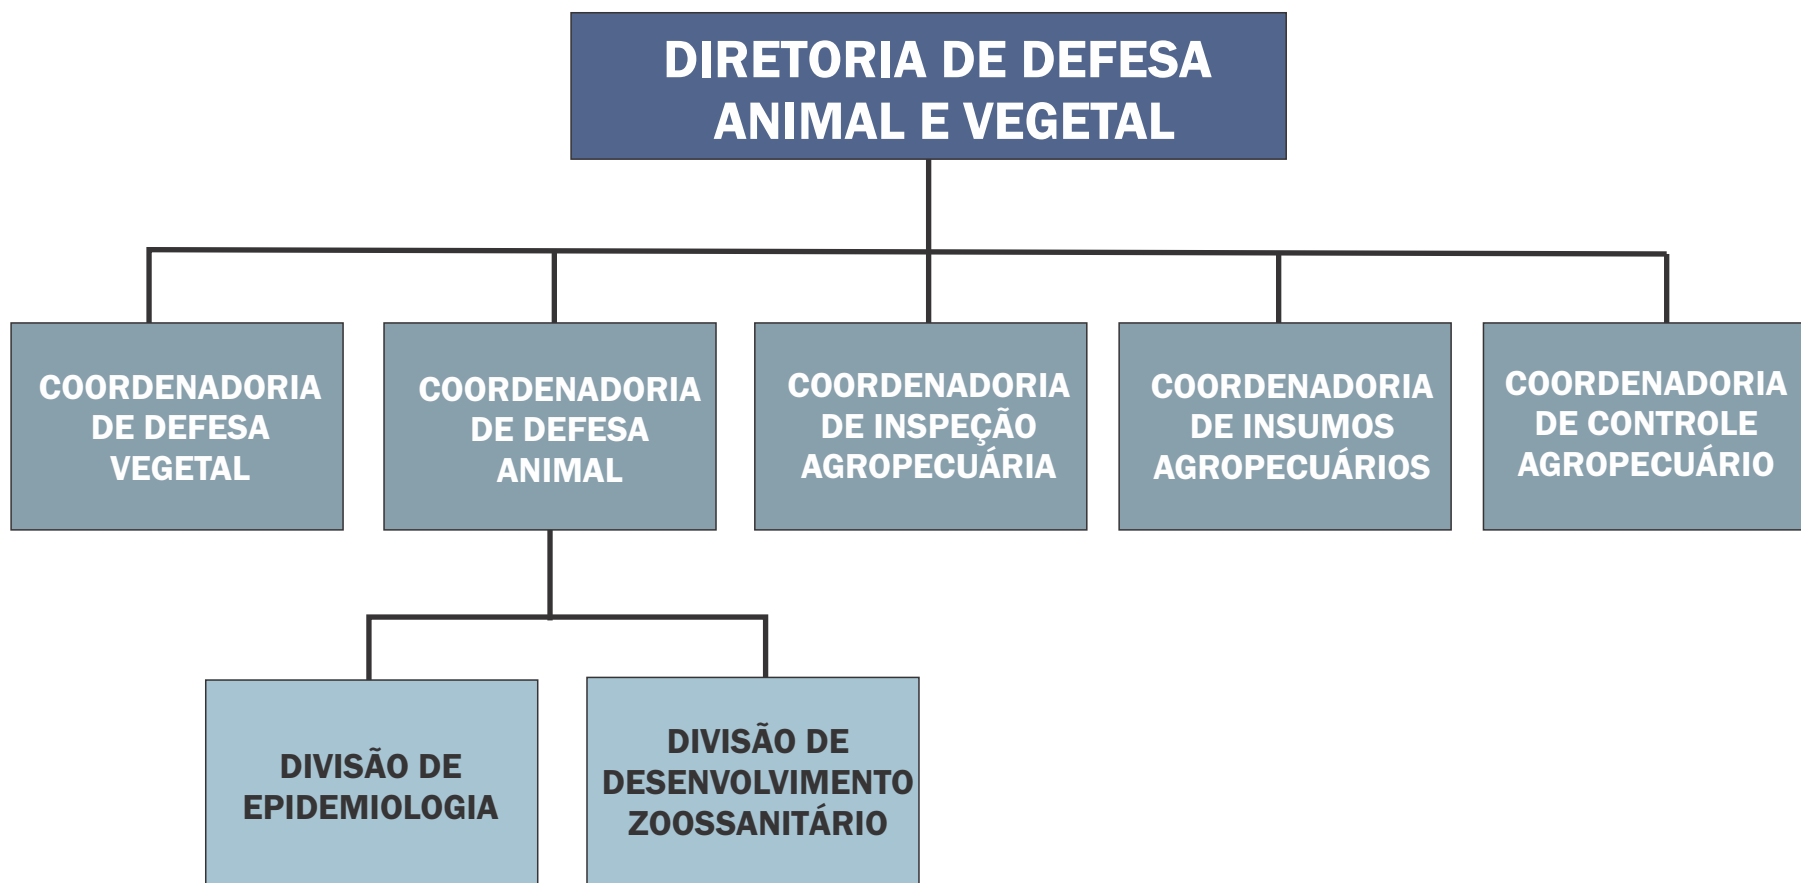 DIRETORIA DE DEFESA
ANIMAL E VEGETAL
COORDENADORIA
DE DEFESA
VEGETAL
COORDENADORIA
DE DEFESA
ANIMAL
COORDENADORIA
DE INSPEÇÃO
AGROPECUÁRIA
COORDENADORIA
DE INSUMOS
AGROPECUÁRIOS
COORDENADORIA
DE CONTROLE
AGROPECUÁRIO
DIVISÃO DE
EPIDEMIOLOGIA
DIVISÃO DE
DESENVOLVIMENTO
ZOOSSANITÁRIO